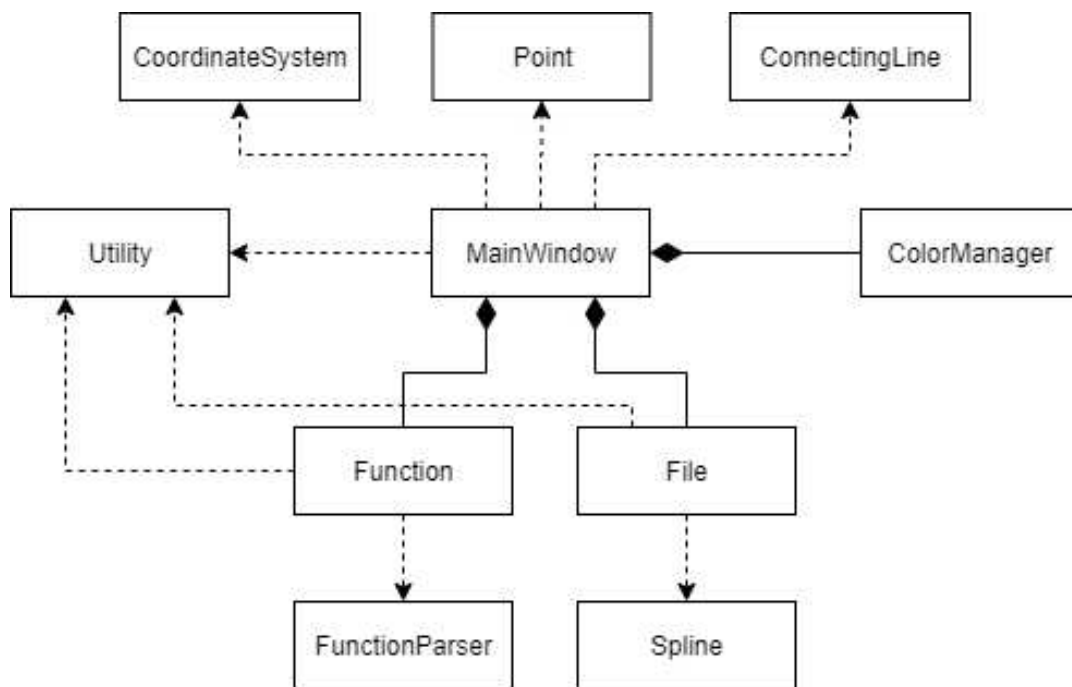 CoordinateSystem
Point
ConnectingLine
Utility
MainWindow
ColorManager
Function
File
FunctionParser
Spline